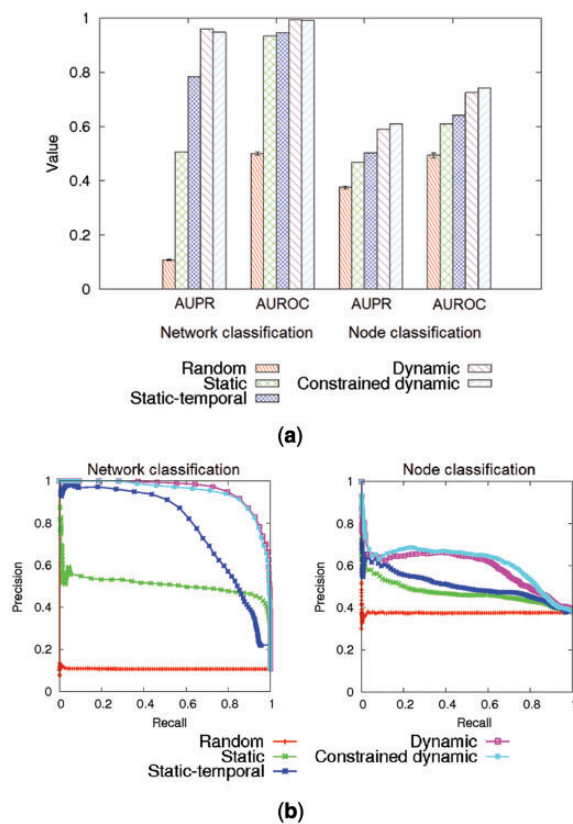 1
0.8
0.6
0.4
0.2
0
Value
AUPR AUROC AUPR AUROC
Network classification Node classification
Random
Static
Static-temporal
Dynamic
Constrained dynamic
(a)
Network classification
1
0.8
0.6
0.4
0.2
0
Precision
0 0.2 0.4 0.6 0.8 1
Recall
Node classification
1
0.8
0.6
0.4
0.2
0
Precision
0 0.2 0.4 0.6 0.8 1
Recall
Random
Static
Static-temporal
Dynamic
Constrained dynamic
(b)